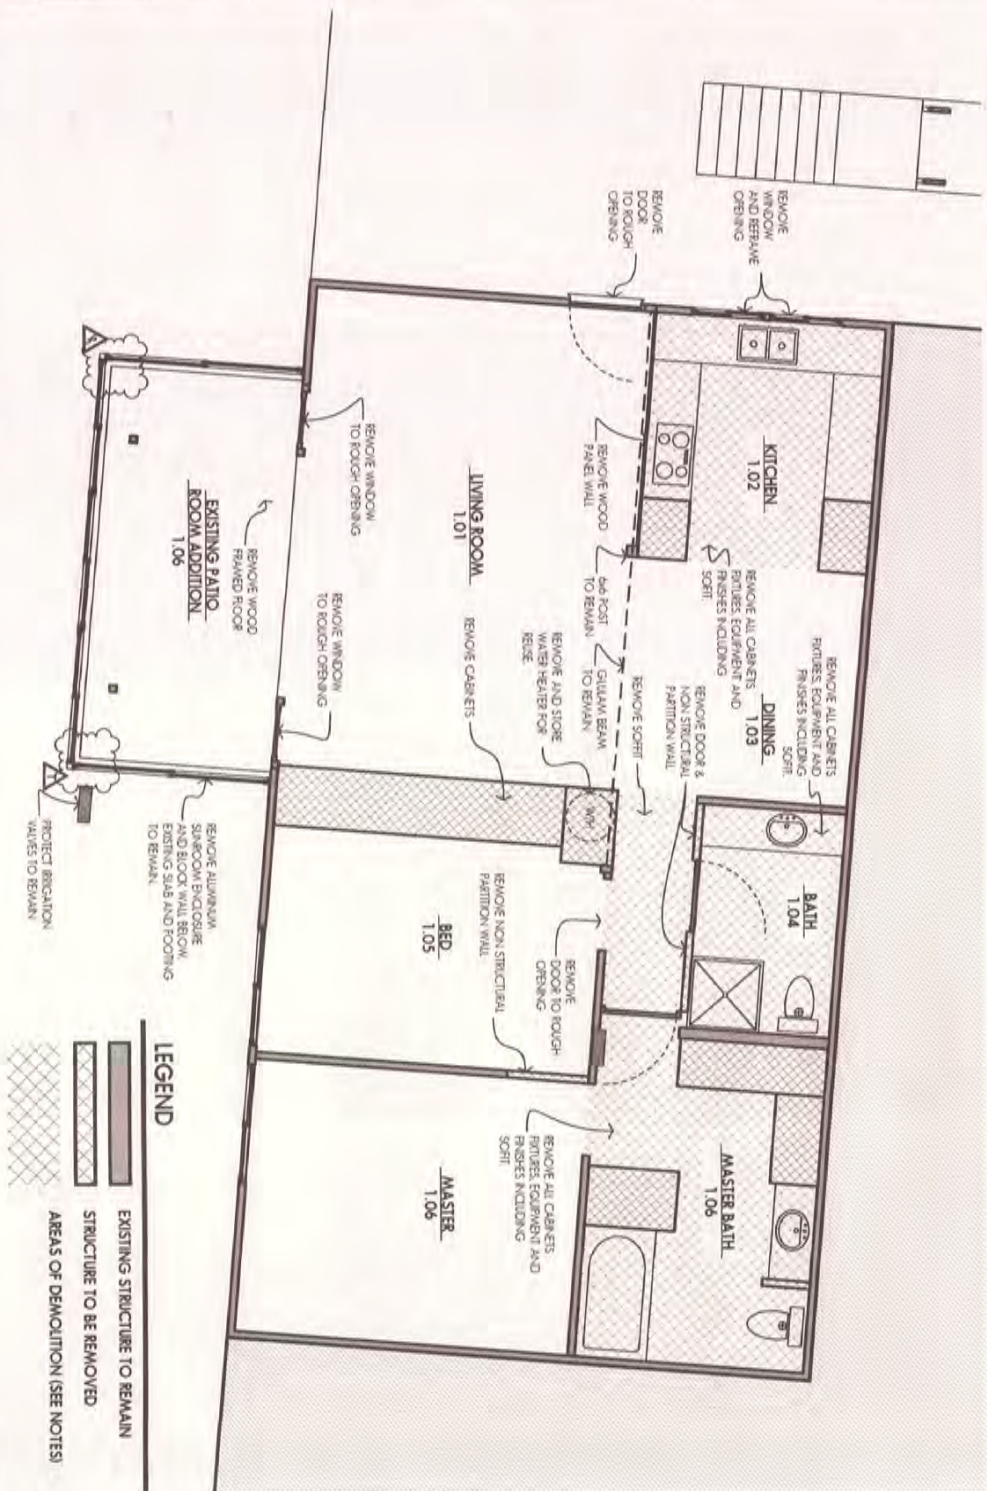 REMOVE
WINDOW
AND REFRAME
OPENING
REMOVE
DOOR
TO ROUGH
OPENING
KITCHEN
1.02
REMOVE WOOD
PANEL WALL
LIVING ROOM
1.01
REMOVE WINDOW
TO ROUGH OPENING
REMOVE ALL CABINETS
FIXTURES, EQUIPMENT AND
FINISHES INCLUDING
SOFIT.
6x6 POST
TO REMAIN
REMOVE WOOD
FRAMED FLOOR
EXISTING PATIO
ROOM ADDITION
1.06
REMOVE ALL CABINETS
FIXTURES, EQUIPMENT AND
FINISHES INCLUDING
SOFIT.
DINING
1.03
REMOVE DOOR &
NON STRUCTURAL
PARTITION WALL
REMOVE SOFFIT
GLULAM BEAM
TO REMAIN
REMOVE AND STORE
WATER HEATER FOR
REUSE.
REMOVE CABINETS
REMOVE WINDOW
TO ROUGH OPENING
WH
BATH
1.04
REMOVE NON STRUCTURAL
PARTITION WALL
BED
1.05
REMOVE
DOOR TO ROUGH
OPENING
REMOVE ALUMINUM
SUNROOM ENCLOSURE
AND BLOCK WALL BELOW.
EXISTING SLAB AND FOOTING
TO REMAIN.
PROTECT IRRIGATION
VALVES TO REMAIN
MASTER BATH
1.06
REMOVE ALL CABINETS
FIXTURES, EQUIPMENT AND
FINISHES INCLUDING
SOFIT.
MASTER
1.06
LEGEND
EXISTING STRUCTURE TO REMAIN
STRUCTURE TO BE REMOVED
AREAS OF DEMOLITION (SEE NOTES)